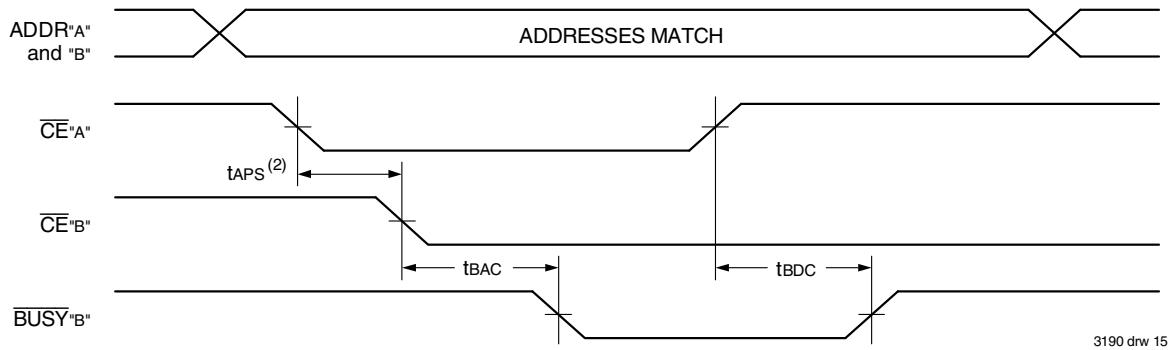 ADDR"A"
and "B"
ADDRESSES MATCH
CE"A"
tAPS(2)
CE"B"
tBAC
tBDC
BUSY"B"
3190 drw 15